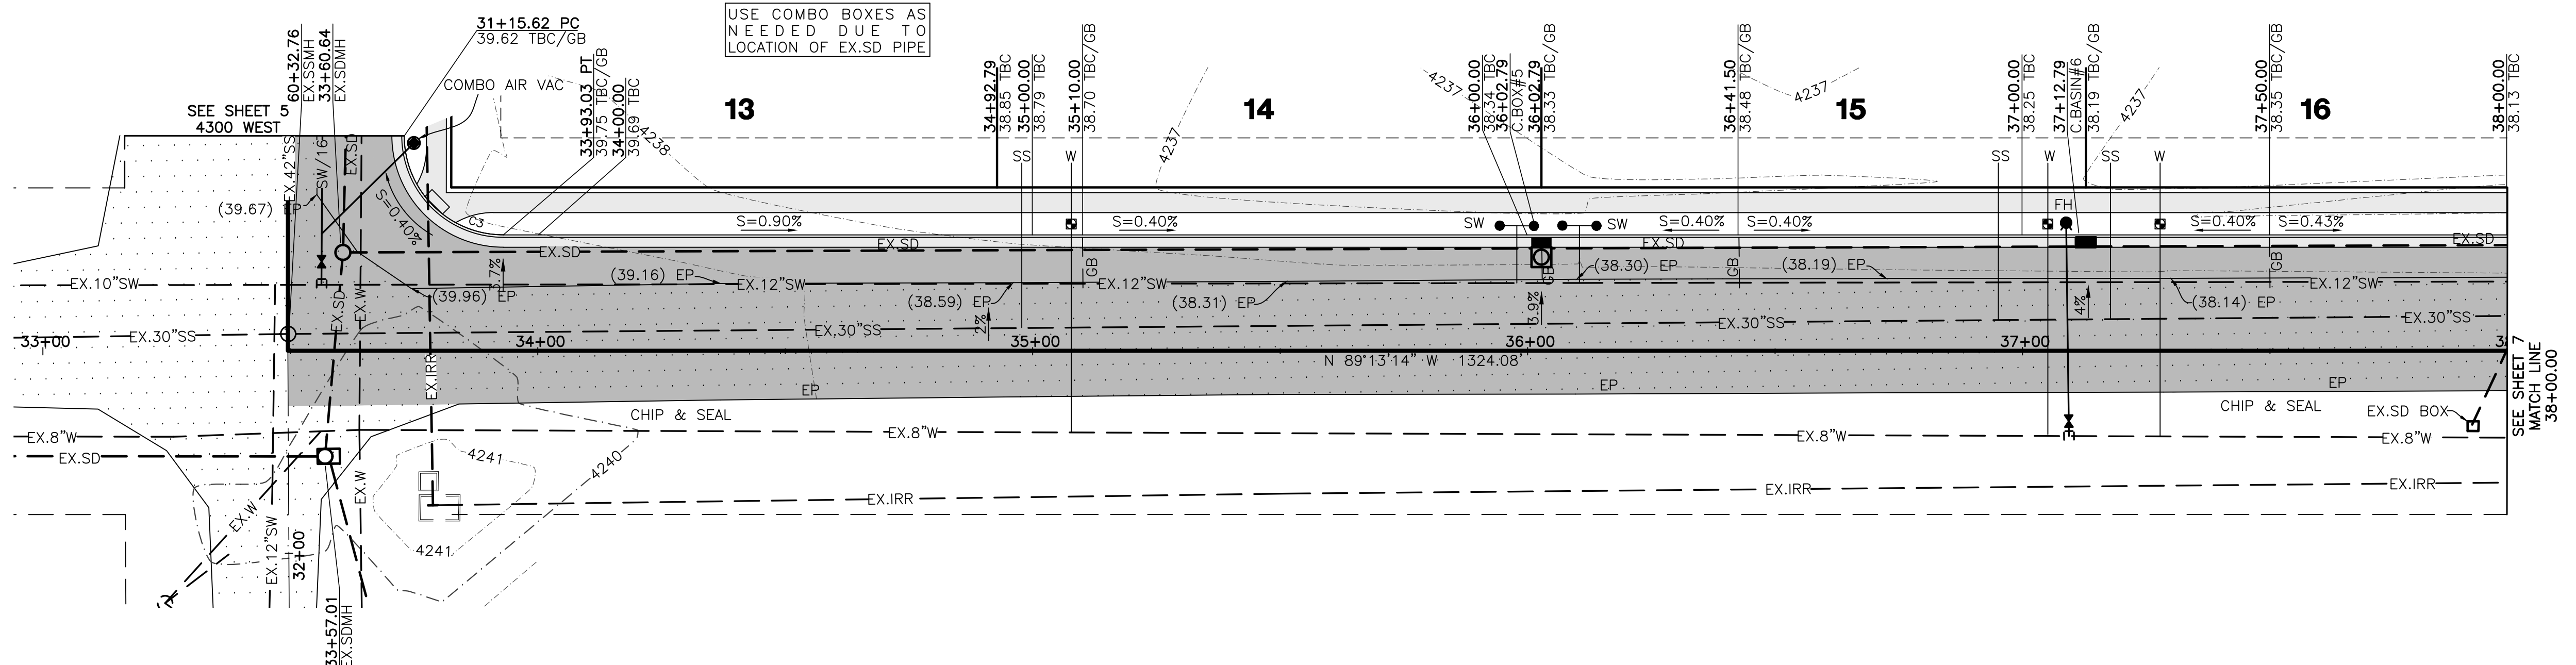 31+15.62 PC
39.62 TBC/GB
USE COMBO BOXES AS
NEEDED DUE TO
LOCATION OF EX.SD PIPE
60+32.76
EX.SSMH
33+60.64
EX.SDMH
COMBO AIR VAC
SEE SHEET 5
4300 WEST
33+93.03 PT
39.75 TBC/GB
34+00.00
39.69 TBC
13
34+92.79
38.85 TBC
35+00.00
38.79 TBC
35+10.00
38.70 TBC/GB
14
36+00.00
38.34 TBC
36+02.79
C.BOX#5
36+02.79
38.33 TBC/GB
36+41.50
38.48 TBC/GB
15
37+00.00
38.25 TBC
37+12.79
C.BASIN#6
38.19 TBC/GB
37+50.00
38.35 TBC/GB
16
38+00.00
38.13 TBC
4238
4237
4237
4237
4237
EX.42"SS
SW/16
EX.SD
SS
W
SS
W
SS
W
(39.67) EP
S=0.40%
C3
S=0.90%
S=0.40%
SW
SW
S=0.40%
S=0.40%
FH
S=0.40%
S=0.43%
EX.SD
EX.SD
EX.SD
EX.SD
3.7%
(39.16) EP
GB
GB
(38.30) EP
GB
(38.19) EP
GB
EX.10"SW
EX.12"SW
EX.12"SW
EX.12"SW
(39.96) EP
(38.59) EP
(38.31) EP
(38.14) EP
EX.SD
EX.W
2%
3.9%
4%
EX.30"SS
EX.30"SS
EX.30"SS
EX.30"SS
33+00
34+00
35+00
36+00
37+00
N 89°13'14" W 1324.08'
EX.IRR
EP
EP
EP
CHIP & SEAL
CHIP & SEAL
EX.SD BOX
SEE SHEET 7
MATCH LINE
38+00.00
EX.8"W
EX.8"W
EX.8"W
EX.8"W
EX.SD
4241
4240
EX.W
EX.W
EX.IRR
EX.IRR
EX.IRR
4241
EX.12"SW
32+00
33+57.01
EX.SDMH